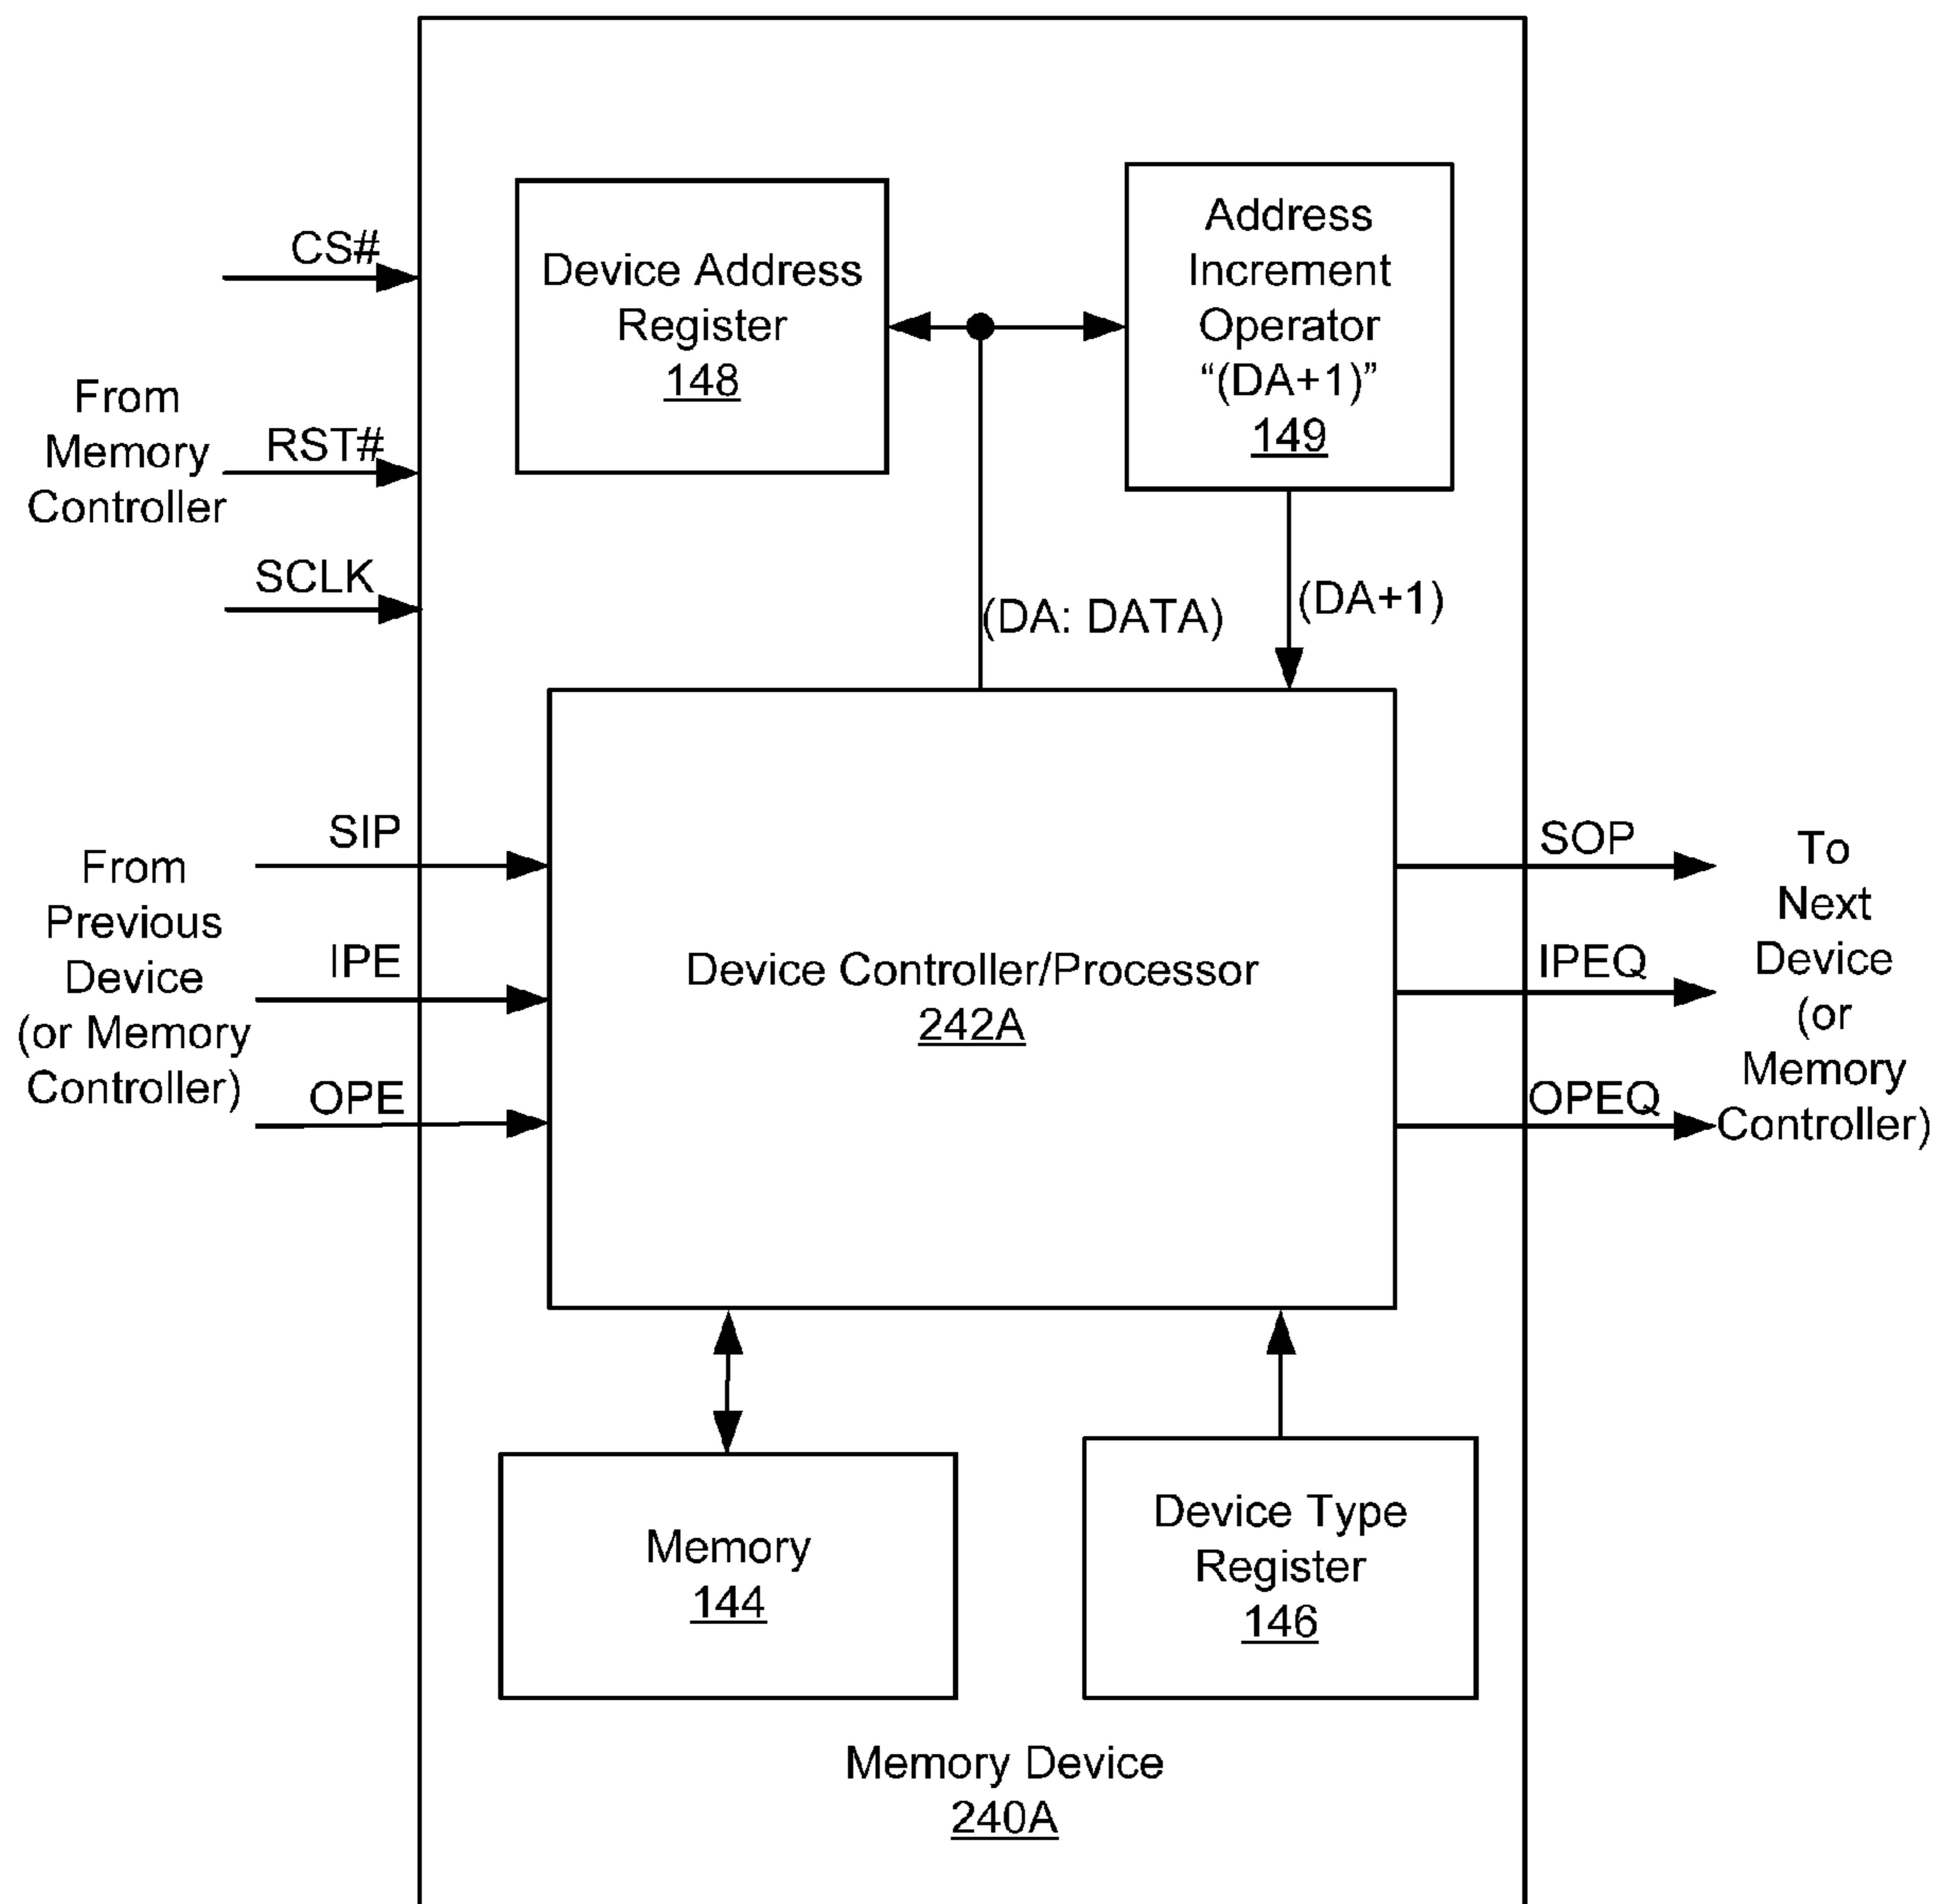 Device Address
Register
148
Address
Increment
Operator
“(DA+1)”
149
CS#
RST#
SCLK
From
Memory
Controller
(DA: DATA)
(DA+1)
SIP
IPE
OPE
From
Previous
Device
(or Memory
Controller)
Device Controller/Processor
242A
SOP
IPEQ
OPEQ
To
Next
Device
(or
Memory
Controller)
Memory
144
Device Type
Register
146
Memory Device
240A